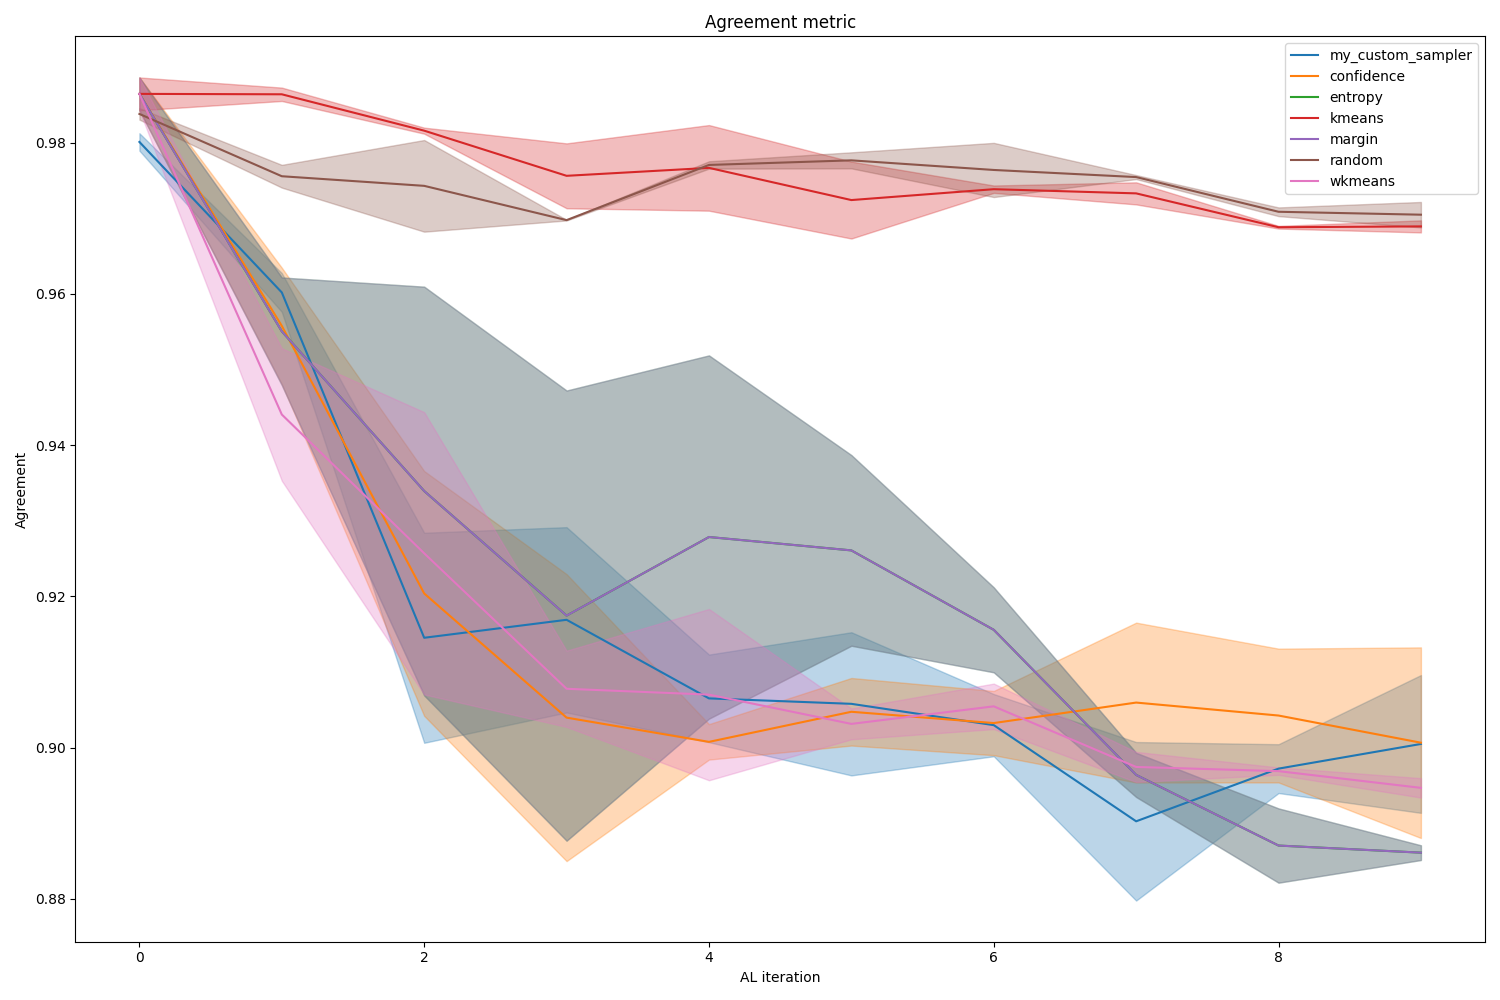 Agreement metric
my_custom_sampler
confidence
entropy
kmeans
margin
random
wkmeans
Agreement
0.98
0.96
0.94
0.92
0.90
0.88
0
2
4
6
8
AL iteration